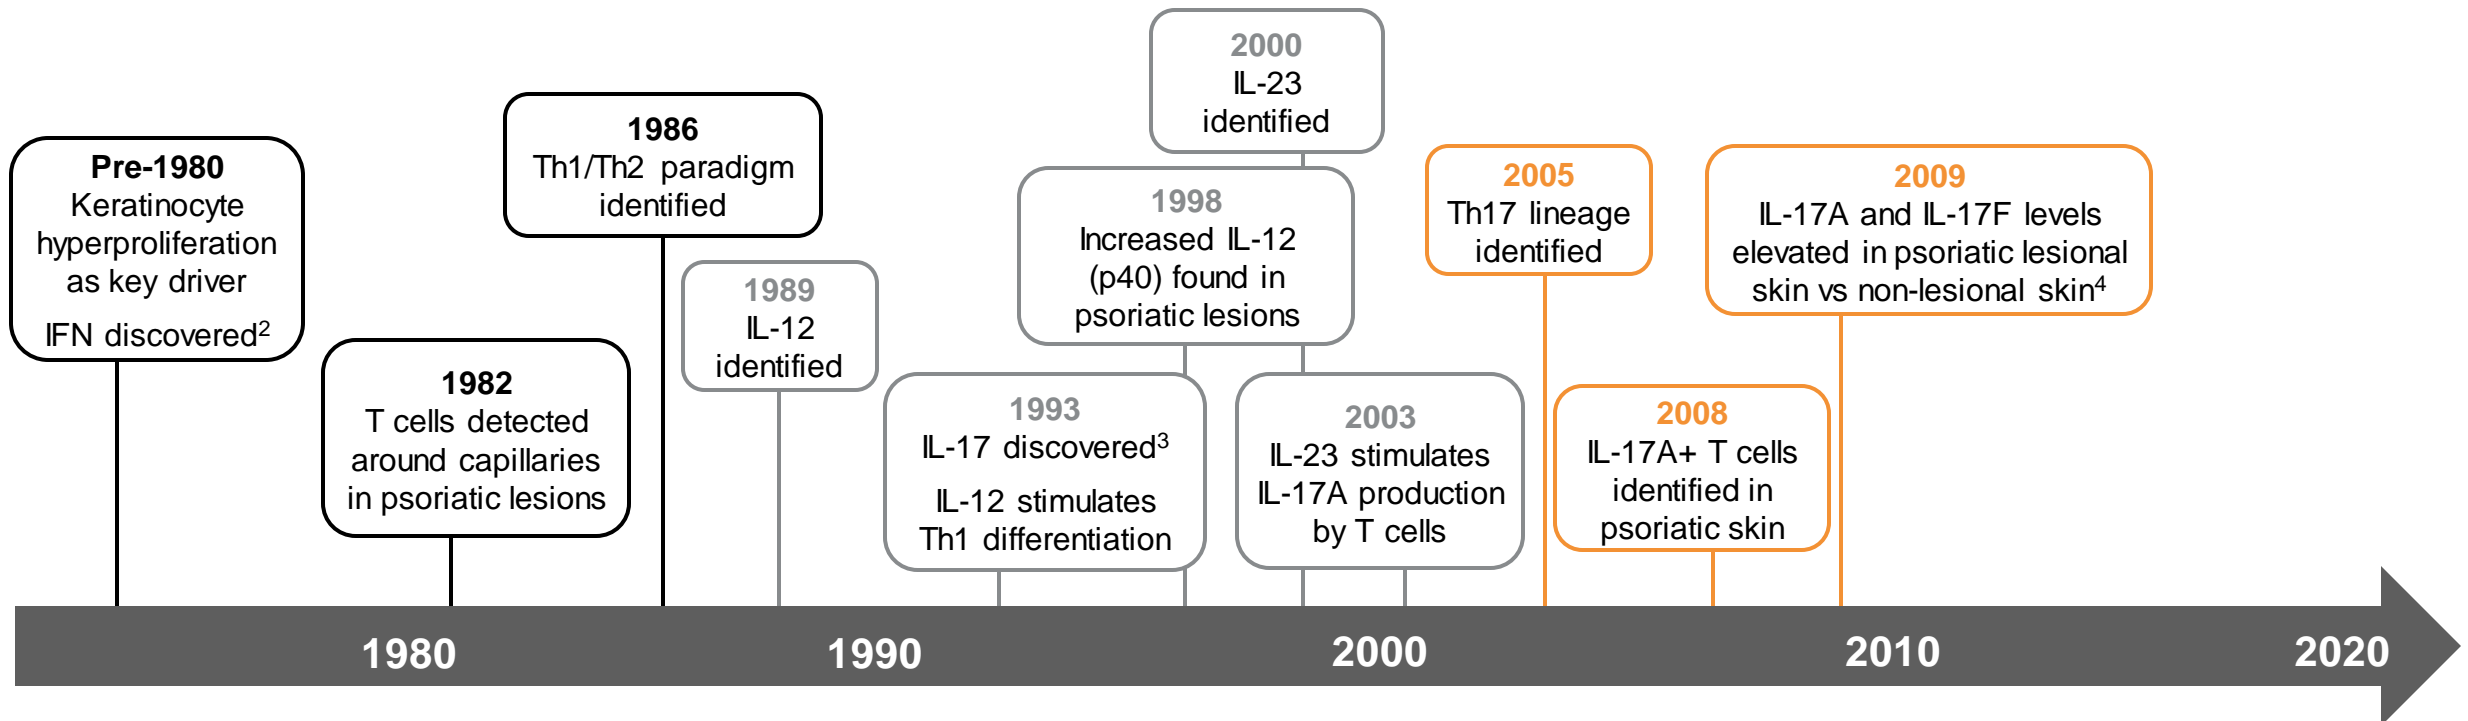 Pre-1980
Keratinocyte
hyperproliferation
as key driver
IFN discovered²
1982
T cells detected
around capillaries
in psoriatic lesions
1986
Th1/Th2 paradigm
identified
1989
IL-12
identified
1993
IL-17 discovered³
IL-12 stimulates
Th1 differentiation
1998
Increased IL-12
(p40) found in
psoriatic lesions
2000
IL-23
identified
2003
IL-23 stimulates
IL-17A production
by T cells
2005
Th17 lineage
identified
2008
IL-17A+ T cells
identified in
psoriatic skin
2009
IL-17A and IL-17F levels
elevated in psoriatic lesional
skin vs non-lesional skin⁴
1980 1990 2000 2010 2020